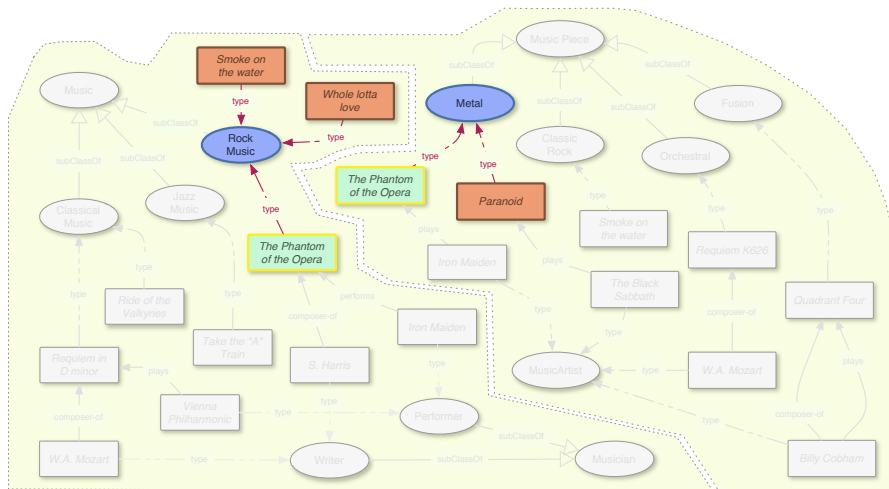 Smoke on
the water
Whole lotta
love
type
type
Rock
Music
type
The Phantom
of the Opera
Music
subClassOf
subClassOf
Classical
Music
Jazz
Music
type
type
type
Ride of the
Valkyries
Take the "A"
Train
Requiem in
D minor
plays
composer-of
Vienna
Philharmonic
W.A. Mozart
type
type
composer-of
performs
S. Harris
Iron Maiden
type
type
Performer
Writer
subClassOf
subClassOf
Musician
Music Piece
subClassOf
subClassOf
subClassOf
Metal
Fusion
Classic
Rock
Orchestral
type
type
The Phantom
of the Opera
Paranoid
type
type
type
Smoke on
the water
plays
Iron Maiden
plays
The Black
Sabbath
Requiem K626
Quadrant Four
type
type
composer-of
MusicArtist
type
W.A. Mozart
type
composer-of
plays
Billy Cobham